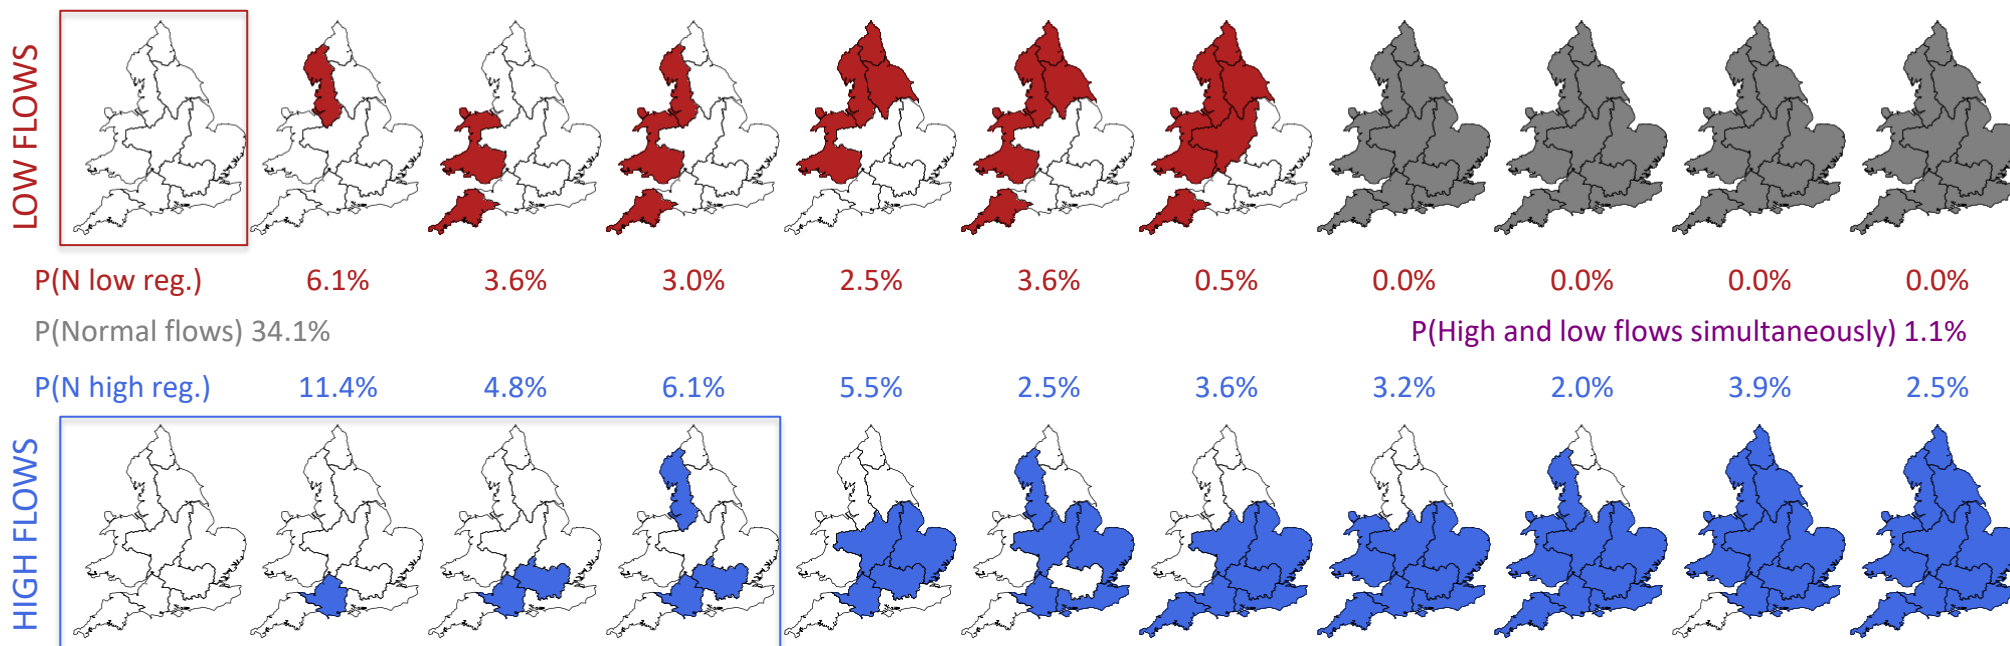 LOW FLOWS
P(N low reg.) 6.1% 3.6% 3.0% 2.5% 3.6% 0.5% 0.0% 0.0% 0.0% 0.0%
P(Normal flows) 34.1% P(High and low flows simultaneously) 1.1%
P(N high reg.) 11.4% 4.8% 6.1% 5.5% 2.5% 3.6% 3.2% 2.0% 3.9% 2.5%
HIGH FLOWS